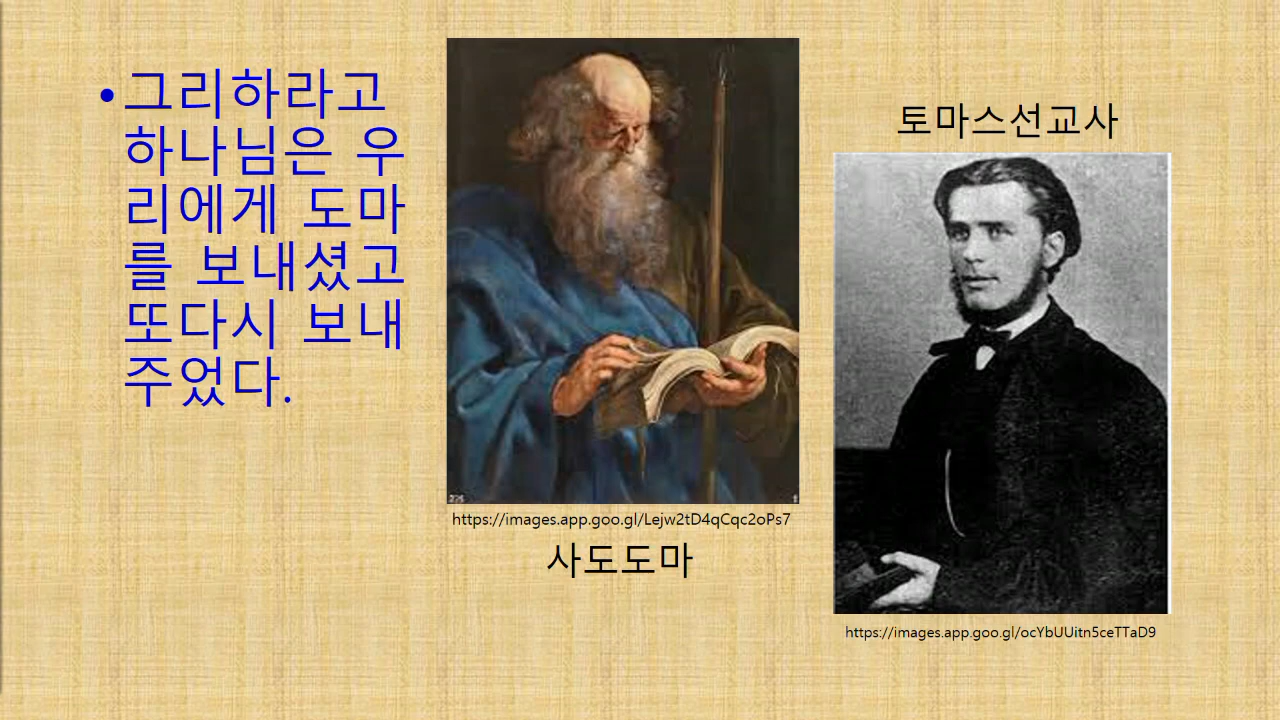 • 그리하라고
하나님은 우
리에게 도마
를 보내셨고
또다시 보내
주었다.
https://images.app.goo.gl/Lejw2tD4qCqc2oPs7
사도도마
토마스선교사
https://images.app.goo.gl/ocYbUUitn5ceTTaD9